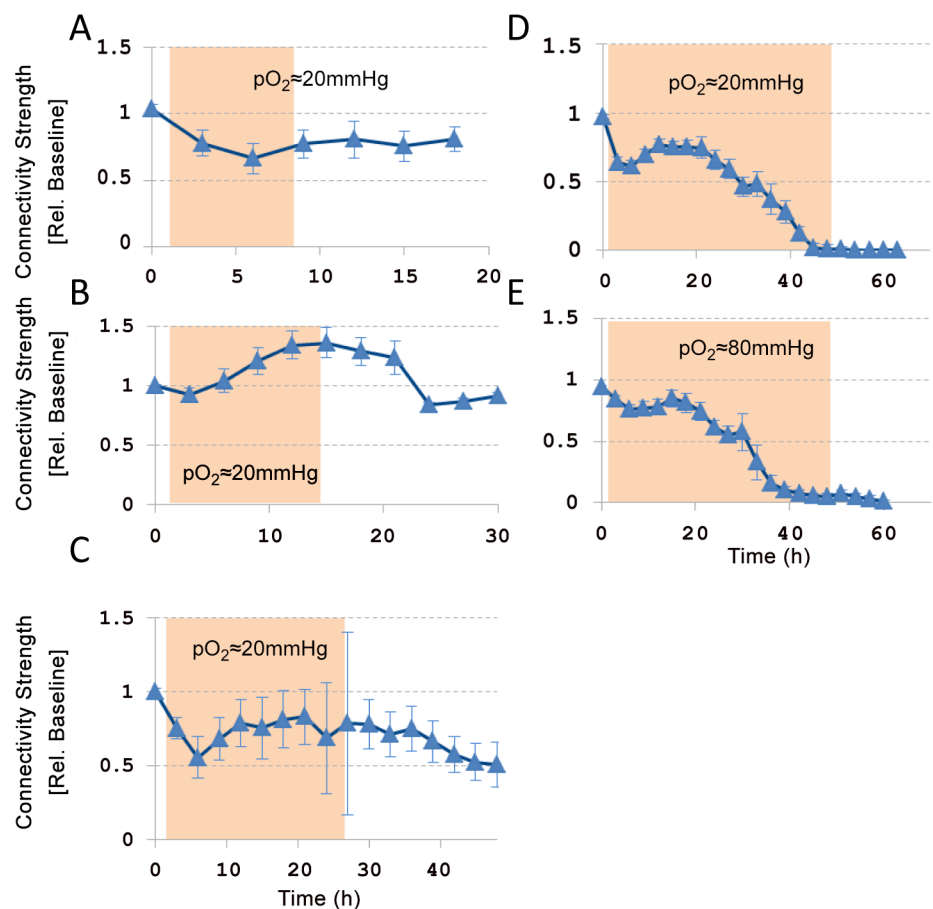 A
Connectivity Strength
[Rel. Baseline]
1.5
1
0.5
0
pO2≈20mmHg
0 5 10 15 20
B
Connectivity Strength
[Rel. Baseline]
1.5
1
0.5
0
pO2≈20mmHg
0 10 20 30
C
Connectivity Strength
[Rel. Baseline]
1.5
1
0.5
0
pO2≈20mmHg
0 10 20 30 40
Time (h)
D
1.5
1
0.5
0
pO2≈20mmHg
0 20 40 60
E
1.5
1
0.5
0
pO2≈80mmHg
0 20 40 60
Time (h)